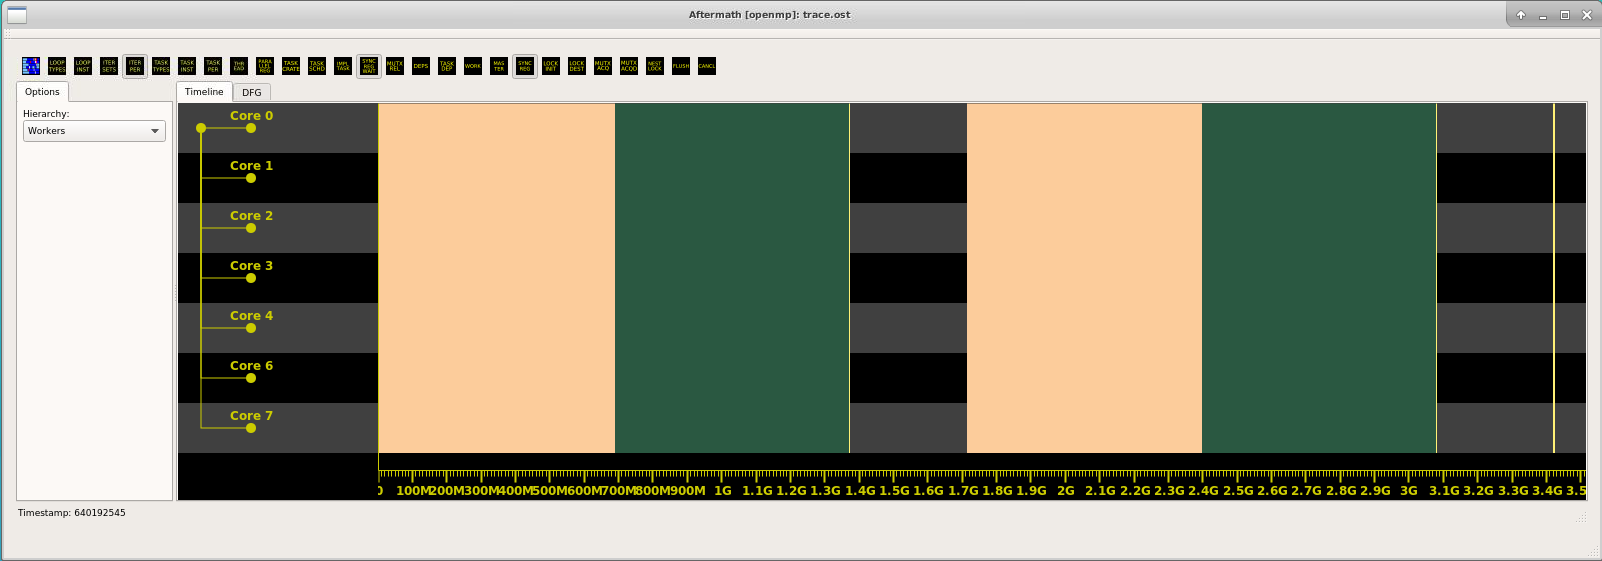 Aftermath [openmp]: trace.ost
LOOP TYPES
LOOP INST
ITER SETS
ITER PER
TASK TYPES
TASK INST
TASK PER
THR EAD
PARA LLEL REG
TASK CRATE
TASK SCHD
IMPL TASK
SYNC REG WAIT
MUTX REL
DEPS
TASK DEP
WORK
MAS TER
SYNC REG
LOCK INIT
LOCK DEST
MUTX ACQ
MUTX ACQD
NEST LOCK
FLUSH
CANCL
Options
Timeline
DFG
Hierarchy:
Workers
Core 0
Core 1
Core 2
Core 3
Core 4
Core 6
Core 7
0 100M 200M 300M 400M 500M 600M 700M 800M 900M 1G 1.1G 1.2G 1.3G 1.4G 1.5G 1.6G 1.7G 1.8G 1.9G 2G 2.1G 2.2G 2.3G 2.4G 2.5G 2.6G 2.7G 2.8G 2.9G 3G 3.1G 3.2G 3.3G 3.4G 3.5
Timestamp: 640192545